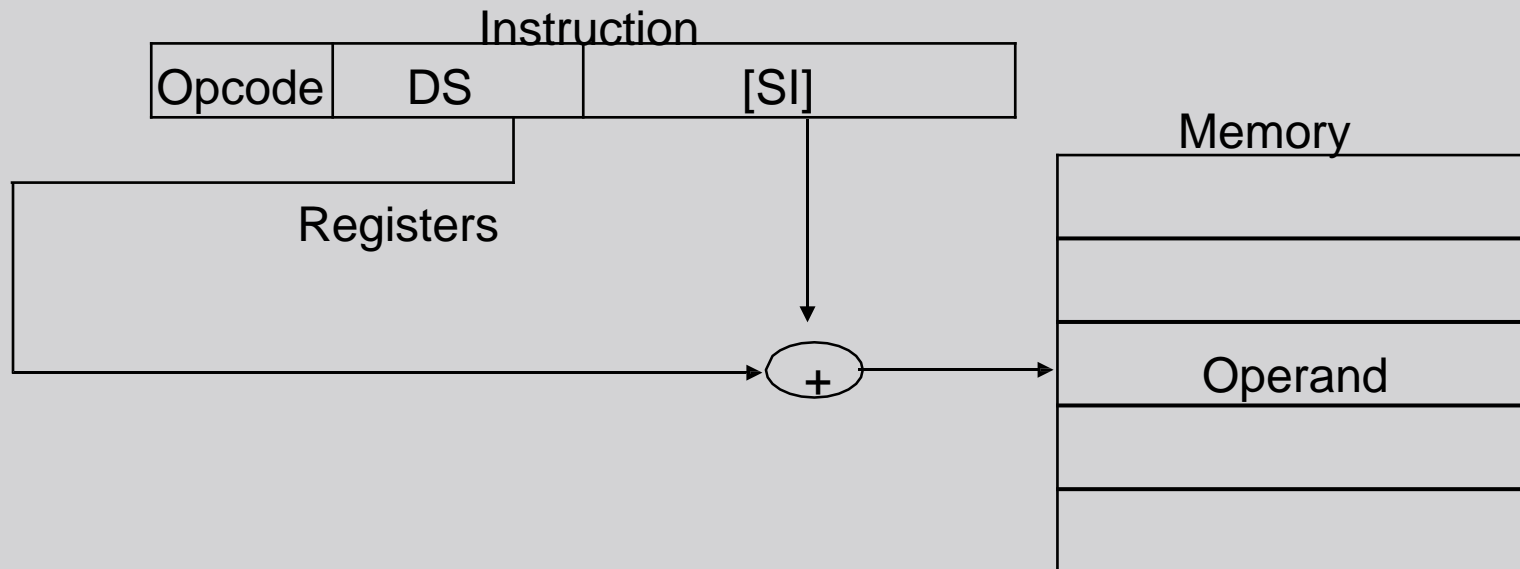 Instruction
Opcode DS [SI]
Memory
Registers
+
Operand